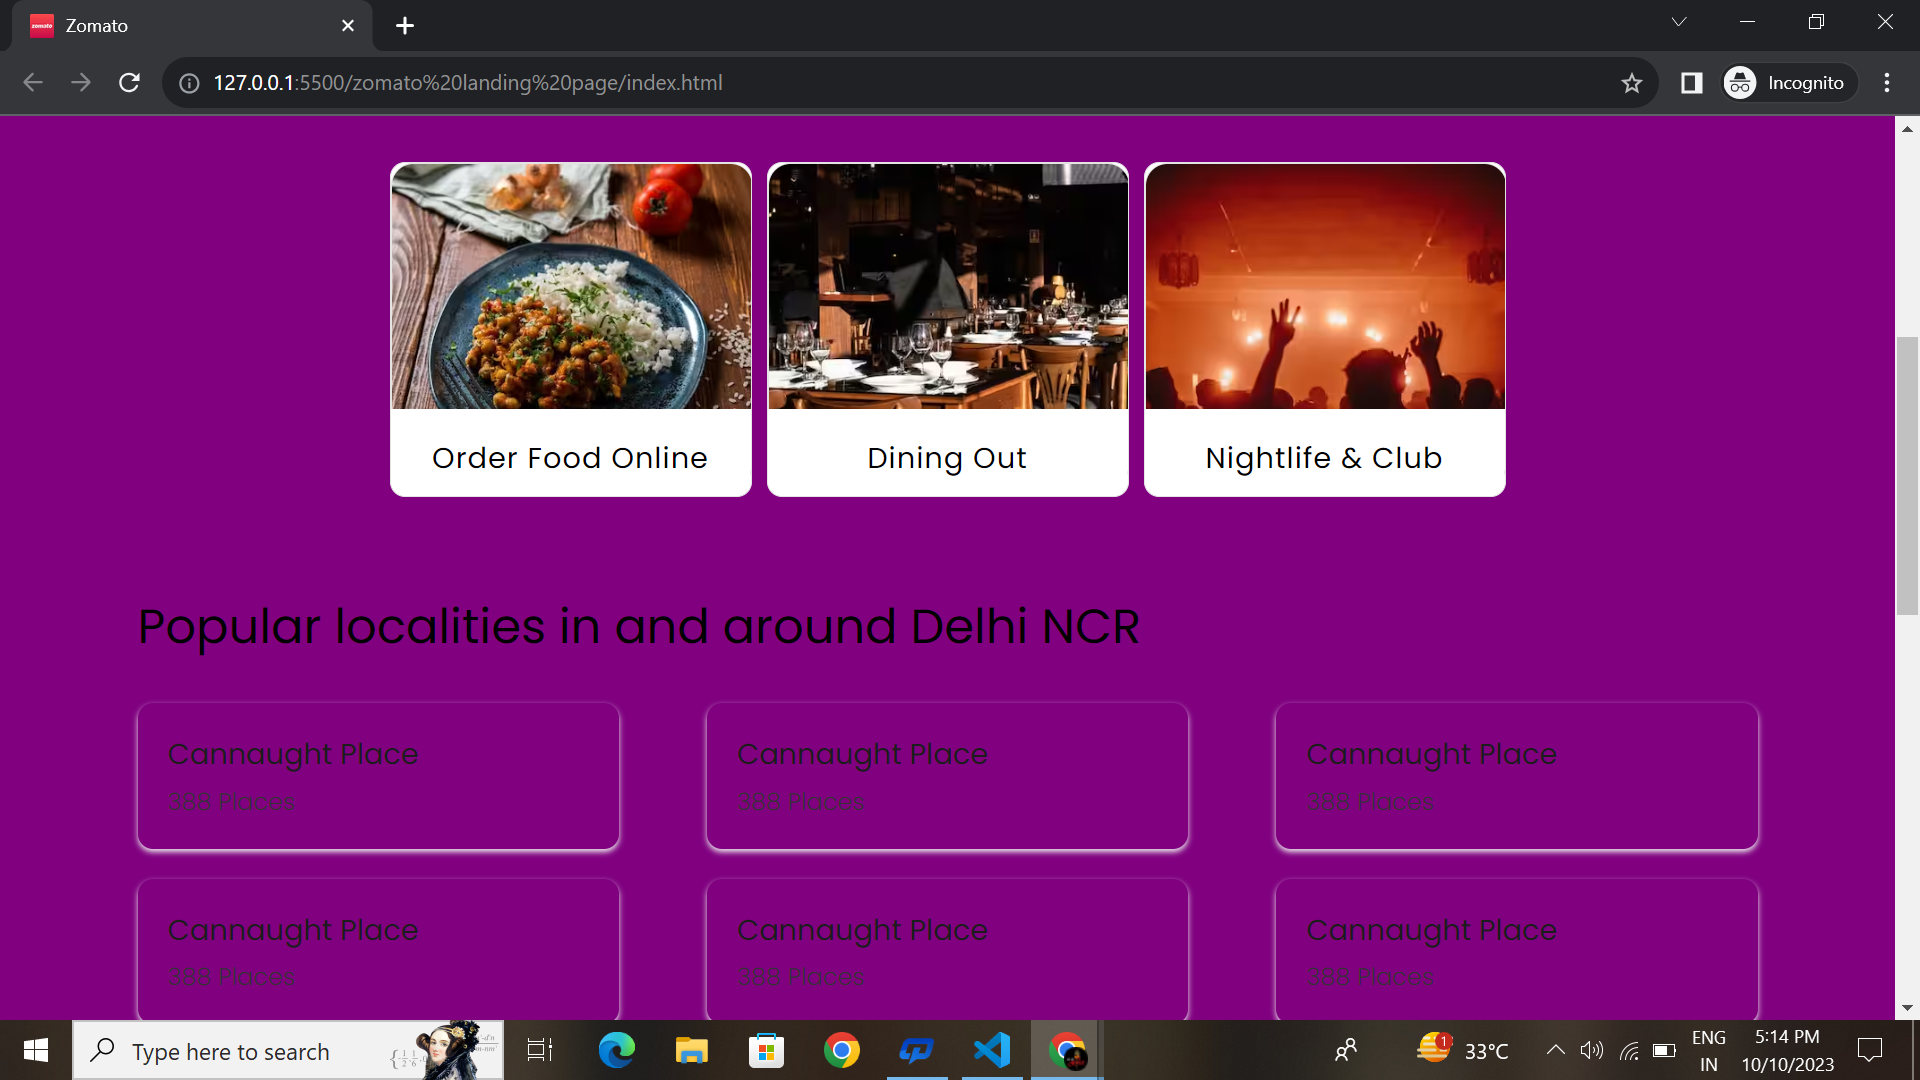 Zomato
127.0.0.1:5500/zomato%20landing%20page/index.html
Incognito
Order Food Online
Dining Out
Nightlife & Club
Popular localities in and around Delhi NCR
Cannaught Place
Cannaught Place
Cannaught Place
388 Places
388 Places
388 Places
Cannaught Place
Cannaught Place
Cannaught Place
388 Places
388 Places
388 Places
Type here to search
1
33°C
ENG
IN
5:14 PM
10/10/2023